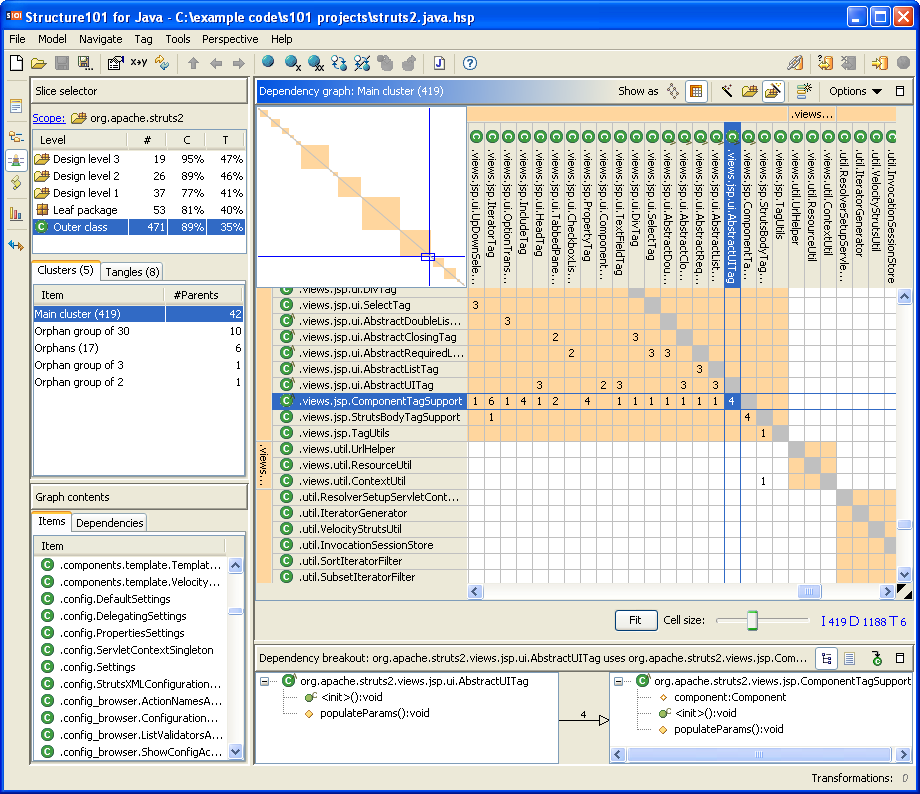 Structure101 for Java - C:\example code\s101 projects\struts2.java.hsp
File Model Navigate Tag Tools Perspective Help
Slice selector
Scope: org.apache.struts2
Level # C T
Design level 3 19 95% 47%
Design level 2 26 89% 46%
Design level 1 37 77% 41%
Leaf package 53 81% 40%
Outer class 471 89% 35%
Clusters (5) Tangles (8)
Item #Parents
Main cluster (419) 42
Orphan group of 30 10
Orphans (17) 6
Orphan group of 3 1
Orphan group of 2 1
Graph contents
Items Dependencies
Item
.components.template.Templat...
.components.template.Velocity...
.config.DefaultSettings
.config.DelegatingSettings
.config.PropertiesSettings
.config.ServletContextSingleton
.config.Settings
.config.StrutsXMLConfiguration...
.config_browser.ActionNamesA...
.config_browser.Configuration...
.config_browser.ListValidatorsA...
.config_browser.ShowConfigAc...
Dependency graph: Main cluster (419) Show as Options
.views...
.views.jsp.ui.UpDownSele...
.views.jsp.IteratorTag
.views.jsp.ui.OptionTrans...
.views.jsp.IncludeTag
.views.jsp.ui.HeadTag
.views.jsp.ui.TabbedPane...
.views.jsp.ui.CheckboxLis...
.views.jsp.PropertyTag
.views.jsp.ui.Component...
.views.jsp.ui.TextFieldTag
.views.jsp.ui.DivTag
.views.jsp.ui.SelectTag
.views.jsp.ui.AbstractDou...
.views.jsp.ui.AbstractClo...
.views.jsp.ui.AbstractReq...
.views.jsp.ui.AbstractList...
.views.jsp.ui.AbstractUITag
.views.jsp.ComponentTa...
.views.jsp.StrutsBodyTag...
.views.jsp.TagUtils
.views.util.UrlHelper
.views.util.ResourceUtil
.views.util.ContextUtil
.util.ResolverSetupServle...
.util.IteratorGenerator
.util.VelocityStrutsUtil
.util.InvocationSessionStore
.views.jsp.ui.DivTag
.views.jsp.ui.SelectTag 3
.views.jsp.ui.AbstractDoubleLis... 3
.views.jsp.ui.AbstractClosingTag 2 3
.views.jsp.ui.AbstractRequiredL... 2 3 3
.views.jsp.ui.AbstractListTag 3
.views.jsp.ui.AbstractUITag 3 2 3 3 3
.views.jsp.ComponentTagSupport 1 6 1 4 1 2 4 1 1 1 1 1 1 1 4
.views.jsp.StrutsBodyTagSupport 1 4
.views.jsp.TagUtils 1
.views...
.views.util.UrlHelper
.views.util.ResourceUtil
.views.util.ContextUtil 1
.util.ResolverSetupServletCont...
.util.IteratorGenerator
.util.VelocityStrutsUtil
.util.InvocationSessionStore
.util.SortIteratorFilter
.util.SubsetIteratorFilter
Fit Cell size: I 419 D 1188 T 6
Dependency breakout: org.apache.struts2.views.jsp.ui.AbstractUITag uses org.apache.struts2.views.jsp.Com...
org.apache.struts2.views.jsp.ui.AbstractUITag
<init>():void
populateParams():void
4
org.apache.struts2.views.jsp.ComponentTagSupport
component:Component
<init>():void
populateParams():void
Transformations: 0